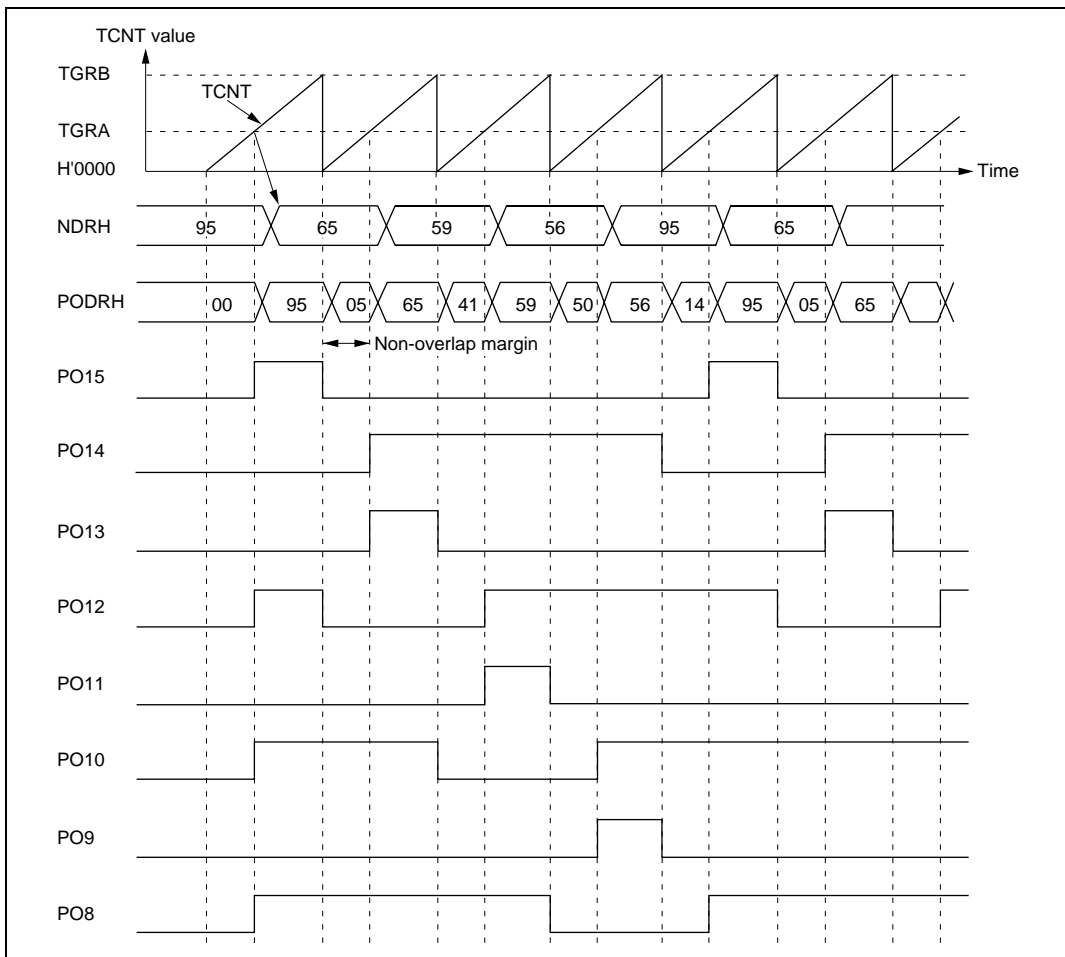 TCNT value
TGRB
TCNT
TGRA
H'0000
Time
NDRH 95 65 59 56 95 65
PODRH 00 95 05 65 41 59 50 56 14 95 05 65
Non-overlap margin
PO15
PO14
PO13
PO12
PO11
PO10
PO9
PO8